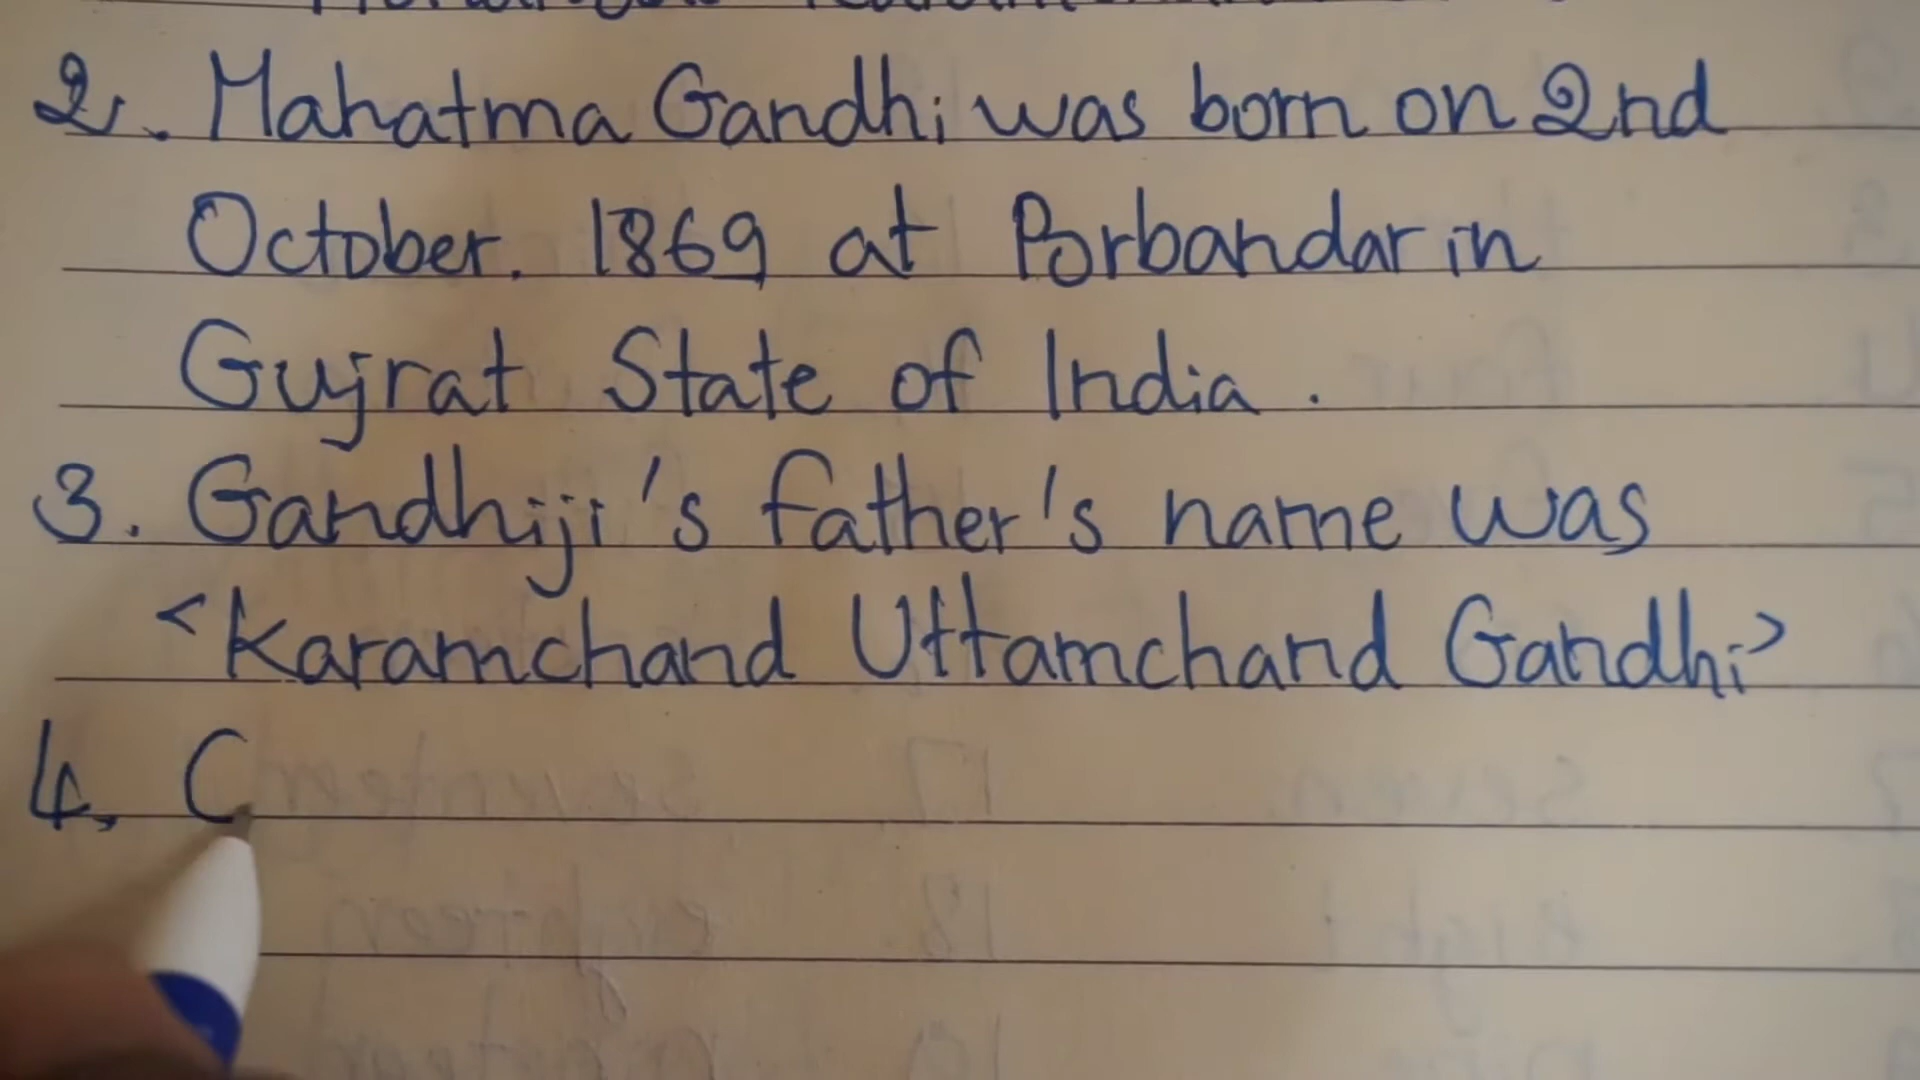 2. Mahatma Gandhi was born on 2nd
October. 1869 at Porbandar in
Gujrat State of India.
3. Gandhiji's father's name was
<Karamchand Uttamchand Gandhi>
4. C